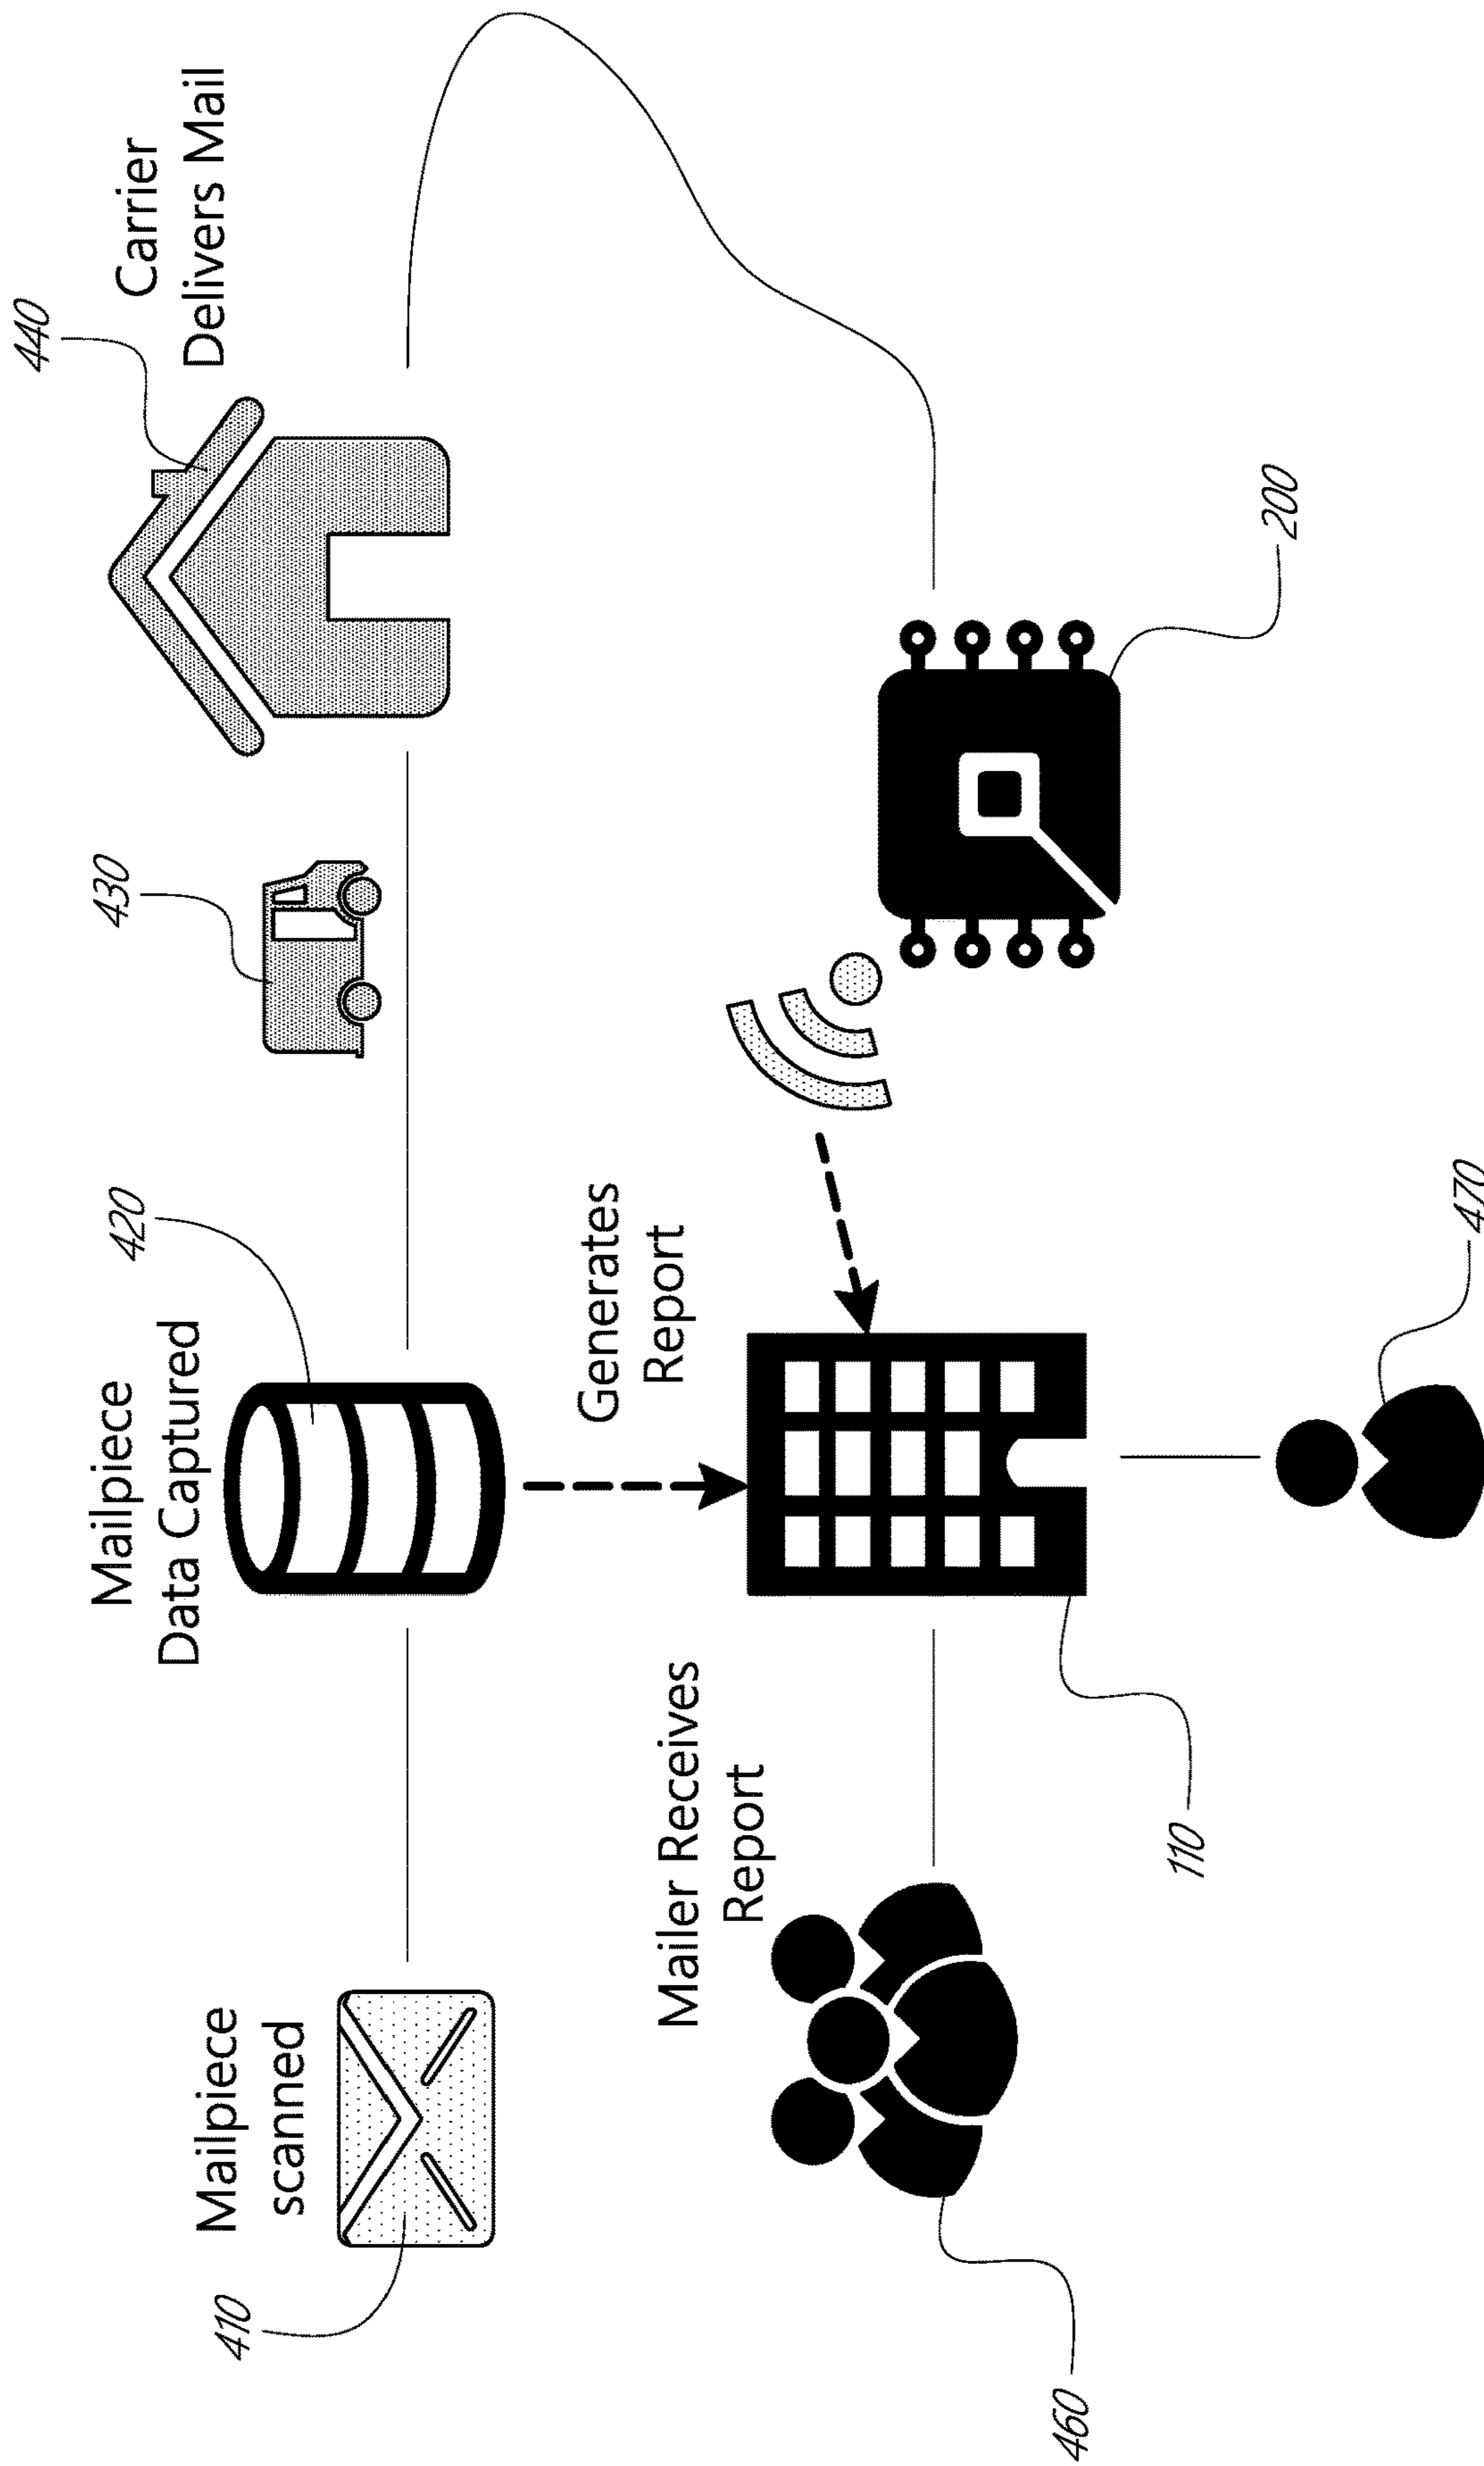 410
Mailpiece
scanned
Mailpiece
Data Captured
420
430
440
Carrier
Delivers Mail
Mailer Receives
Report
Generates
Report
460
110
470
200